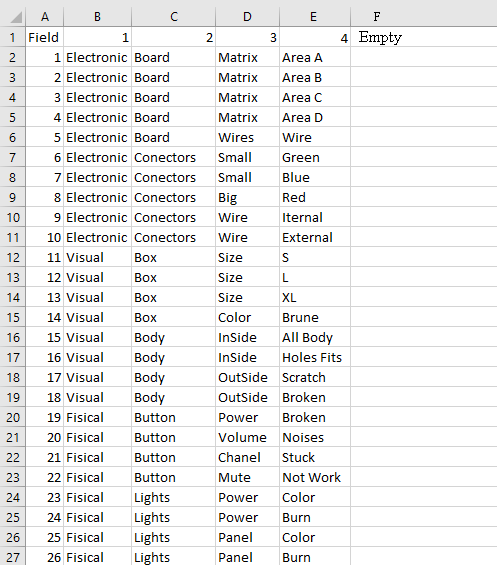 A B C D E F
1 Field 1 2 3 4 Empty
2 1 Electronic Board Matrix Area A
3 2 Electronic Board Matrix Area B
4 3 Electronic Board Matrix Area C
5 4 Electronic Board Matrix Area D
6 5 Electronic Board Wires Wire
7 6 Electronic Conectors Small Green
8 7 Electronic Conectors Small Blue
9 8 Electronic Conectors Big Red
10 9 Electronic Conectors Wire Iternal
11 10 Electronic Conectors Wire External
12 11 Visual Box Size S
13 12 Visual Box Size L
14 13 Visual Box Size XL
15 14 Visual Box Color Brune
16 15 Visual Body InSide All Body
17 16 Visual Body InSide Holes Fits
18 17 Visual Body OutSide Scratch
19 18 Visual Body OutSide Broken
20 19 Fisical Button Power Broken
21 20 Fisical Button Volume Noises
22 21 Fisical Button Chanel Stuck
23 22 Fisical Button Mute Not Work
24 23 Fisical Lights Power Color
25 24 Fisical Lights Power Burn
26 25 Fisical Lights Panel Color
27 26 Fisical Lights Panel Burn